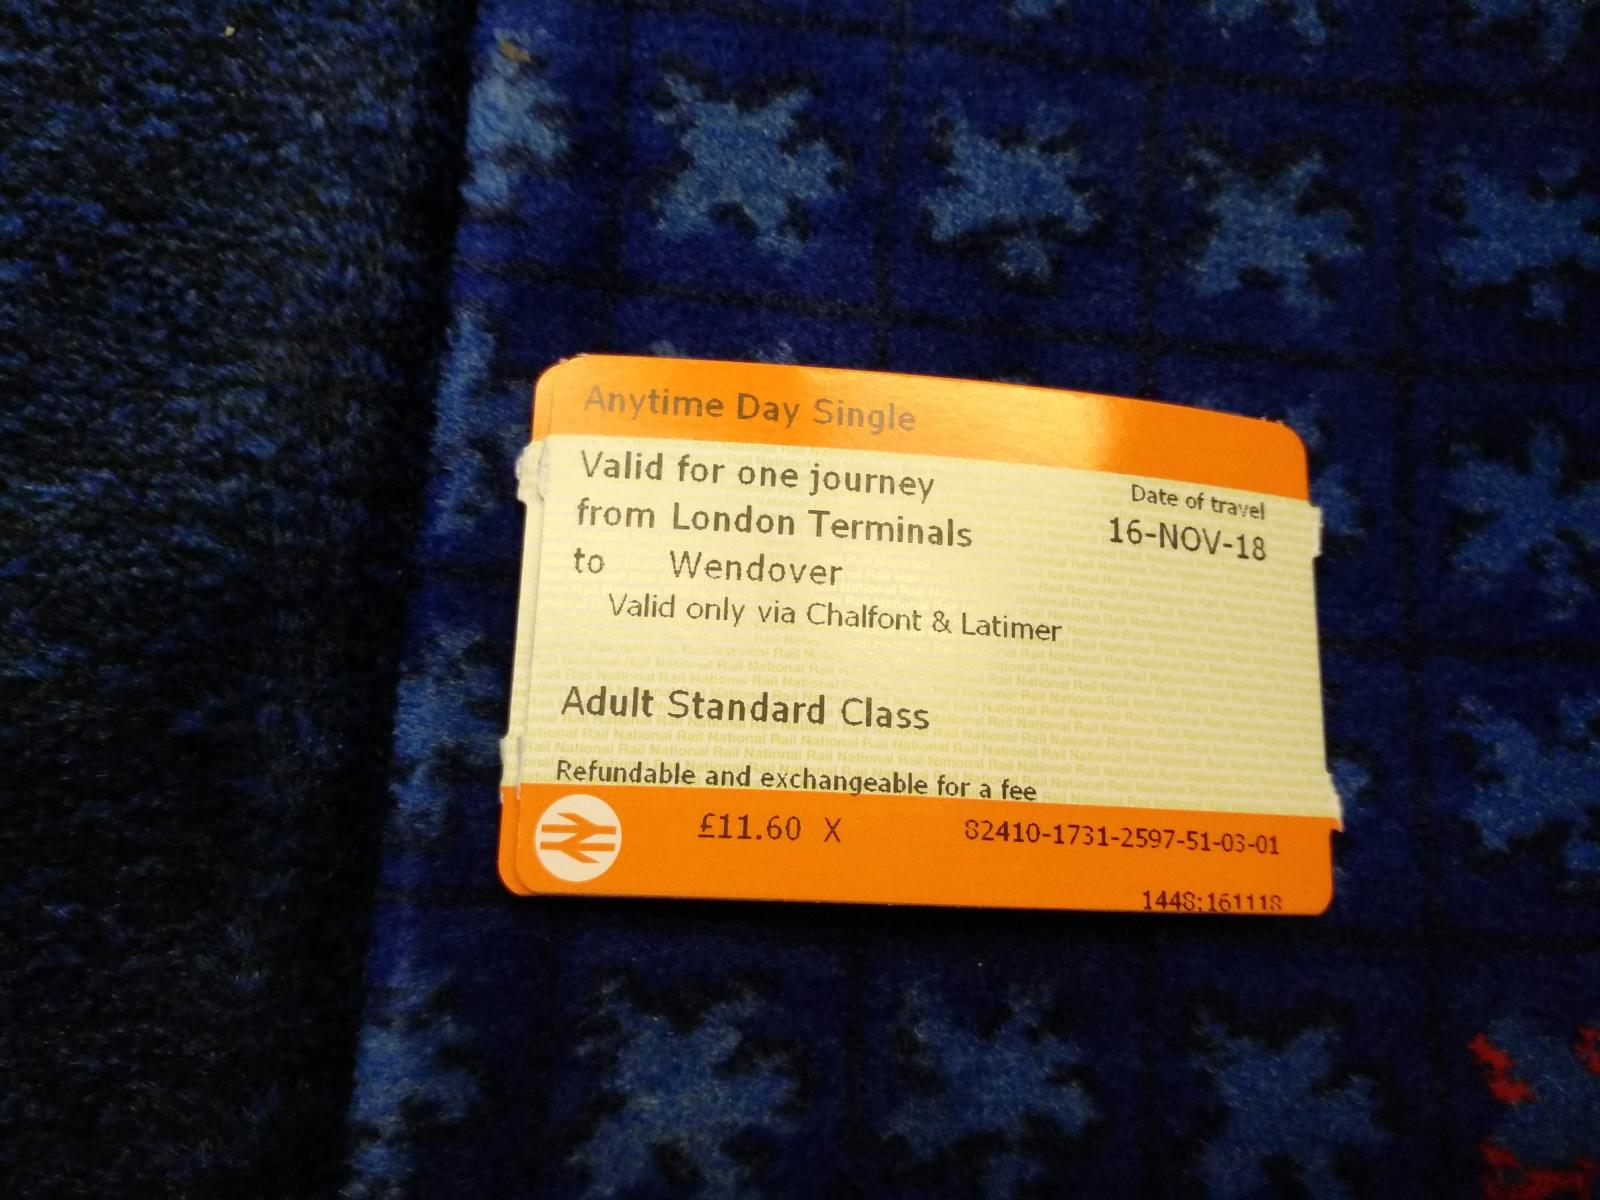 Anytime Day Single
Valid for one journey
Date of travel
from London Terminals
16-NOV-18
to Wendover
Valid only via Chalfont & Latimer
Adult Standard Class
Refundable and exchangeable for a fee
£11.60 X
82410-1731-2597-51-03-01
1448:161118